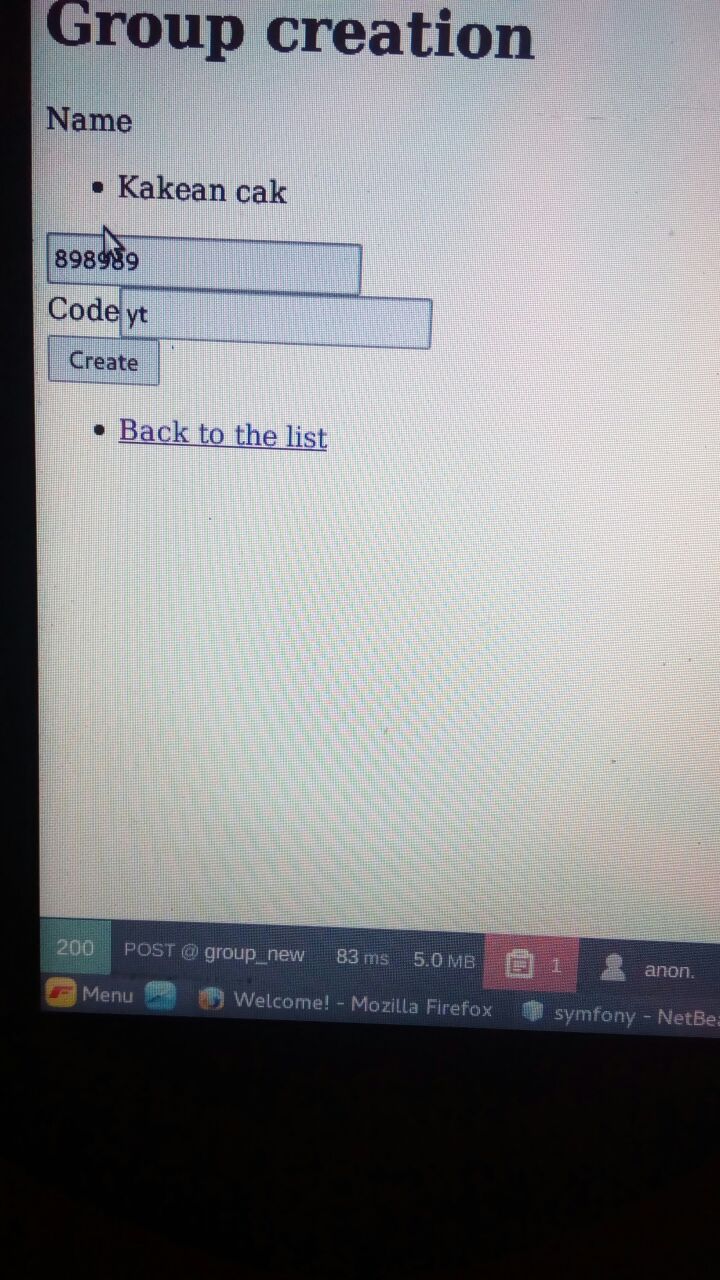 Group creation
Name
Kakean cak
898989
Code yt
Create
Back to the list
200 POST @ group_new 83 ms 5.0 MB 1 anon.
Menu Welcome! - Mozilla Firefox symfony - NetBea